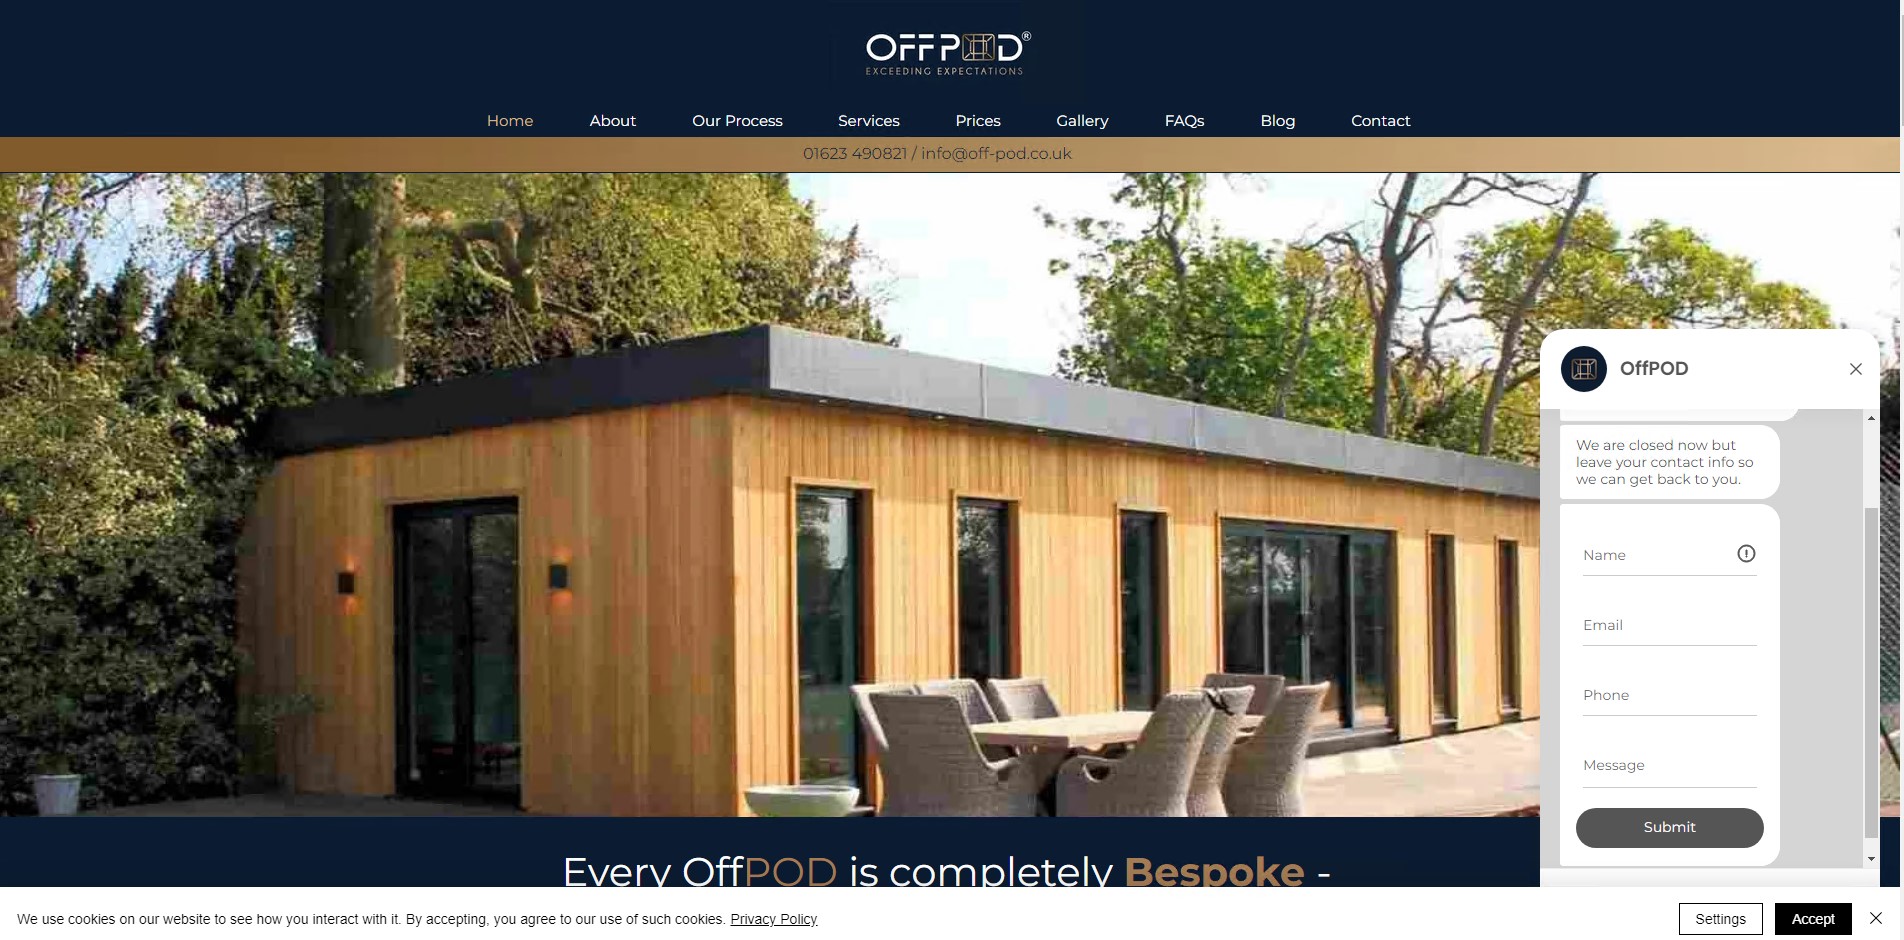 OFFPOD®
EXCEEDING EXPECTATIONS
Home About Our Process Services Prices Gallery FAQs Blog Contact
01623 490821 / info@off-pod.co.uk
OffPOD
We are closed now but
leave your contact info so
we can get back to you.
Name
Email
Phone
Message
Submit
Every OffPOD is completely Bespoke -
We use cookies on our website to see how you interact with it. By accepting, you agree to our use of such cookies. Privacy Policy
Settings Accept